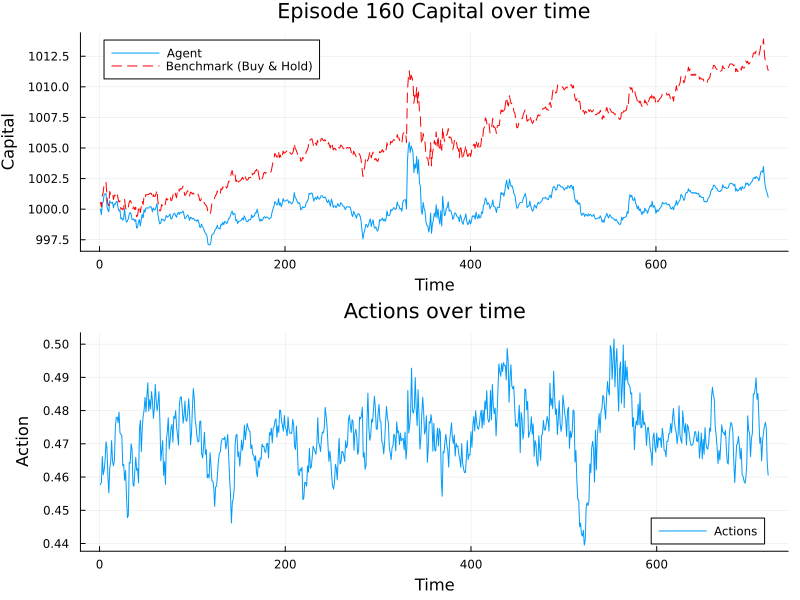 Episode 160 Capital over time
Agent
Benchmark (Buy & Hold)
Capital
1012.5
1010.0
1007.5
1005.0
1002.5
1000.0
997.5
0
200
400
600
Time
Actions over time
Action
0.50
0.49
0.48
0.47
0.46
0.45
0.44
Actions
0
200
400
600
Time